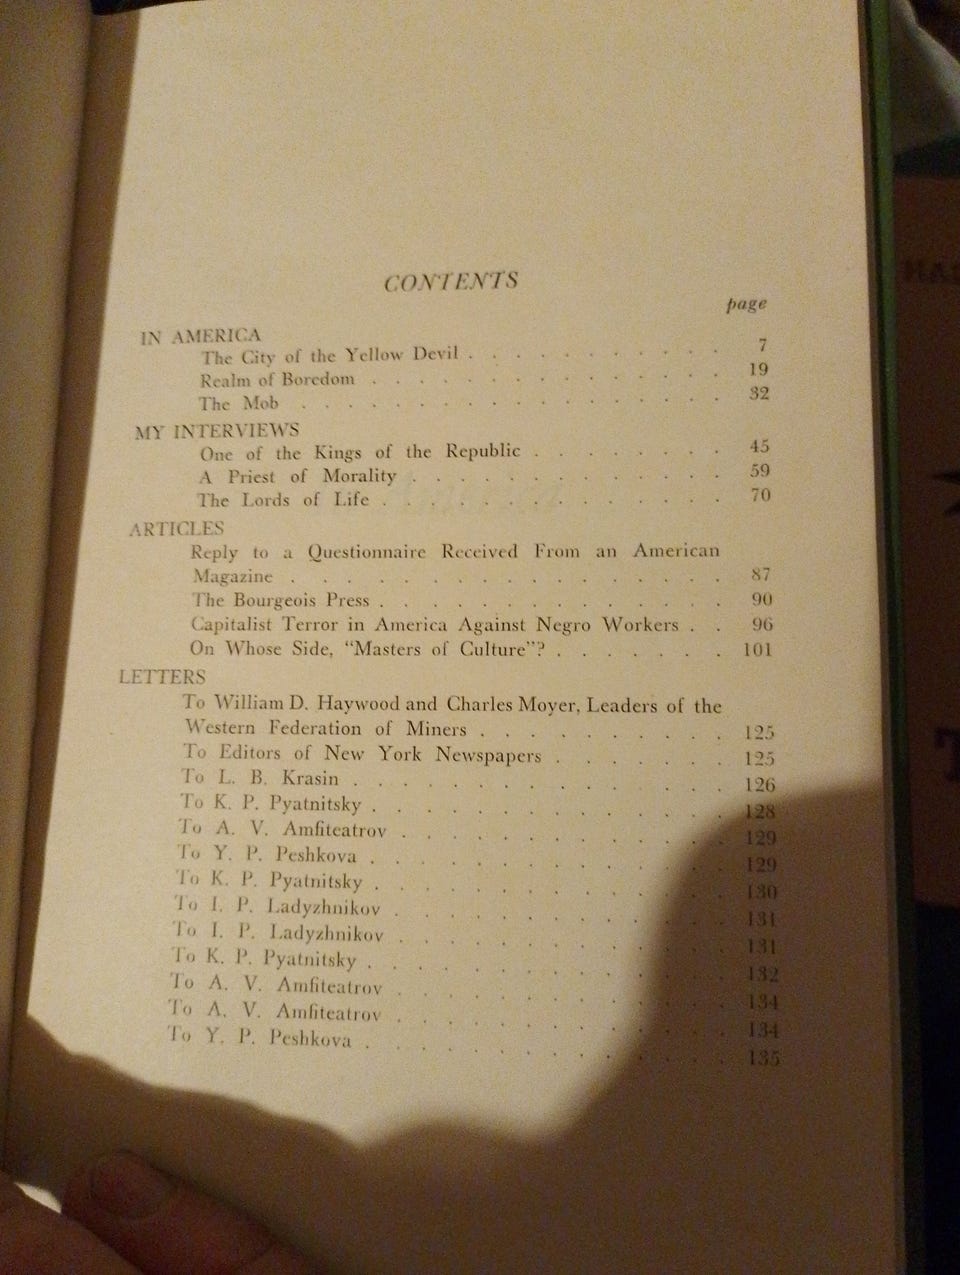 CONTENTS
page
IN AMERICA
The City of the Yellow Devil . . . . . . . . . . . 7
Realm of Boredom . . . . . . . . . . . . . . 19
The Mob . . . . . . . . . . . . . . . . . 32
MY INTERVIEWS
One of the Kings of the Republic . . . . . . . . 45
A Priest of Morality . . . . . . . . . . . . . 59
The Lords of Life . . . . . . . . . . . . . . 70
ARTICLES
Reply to a Questionnaire Received From an American
Magazine . . . . . . . . . . . . . . . . . 87
The Bourgeois Press . . . . . . . . . . . . . . 90
Capitalist Terror in America Against Negro Workers . . 96
On Whose Side, “Masters of Culture”? . . . . . . . 101
LETTERS
To William D. Haywood and Charles Moyer, Leaders of the
Western Federation of Miners . . . . . . . . . . 125
To Editors of New York Newspapers . . . . . . . 125
To L. B. Krasin . . . . . . . . . . . . . . . 126
To K. P. Pyatnitsky . . . . . . . . . . . . . . 128
To A. V. Amfiteatrov . . . . . . . . . . . . . 129
To Y. P. Peshkova . . . . . . . . . . . . . . 129
To K. P. Pyatnitsky . . . . . . . . . . . . . . 130
To I. P. Ladyzhnikov . . . . . . . . . . . . . 131
To I. P. Ladyzhnikov . . . . . . . . . . . . . 131
To K. P. Pyatnitsky . . . . . . . . . . . . . . 132
To A. V. Amfiteatrov . . . . . . . . . . . . . 134
To A. V. Amfiteatrov . . . . . . . . . . . . . 134
To Y. P. Peshkova . . . . . . . . . . . . . . 135